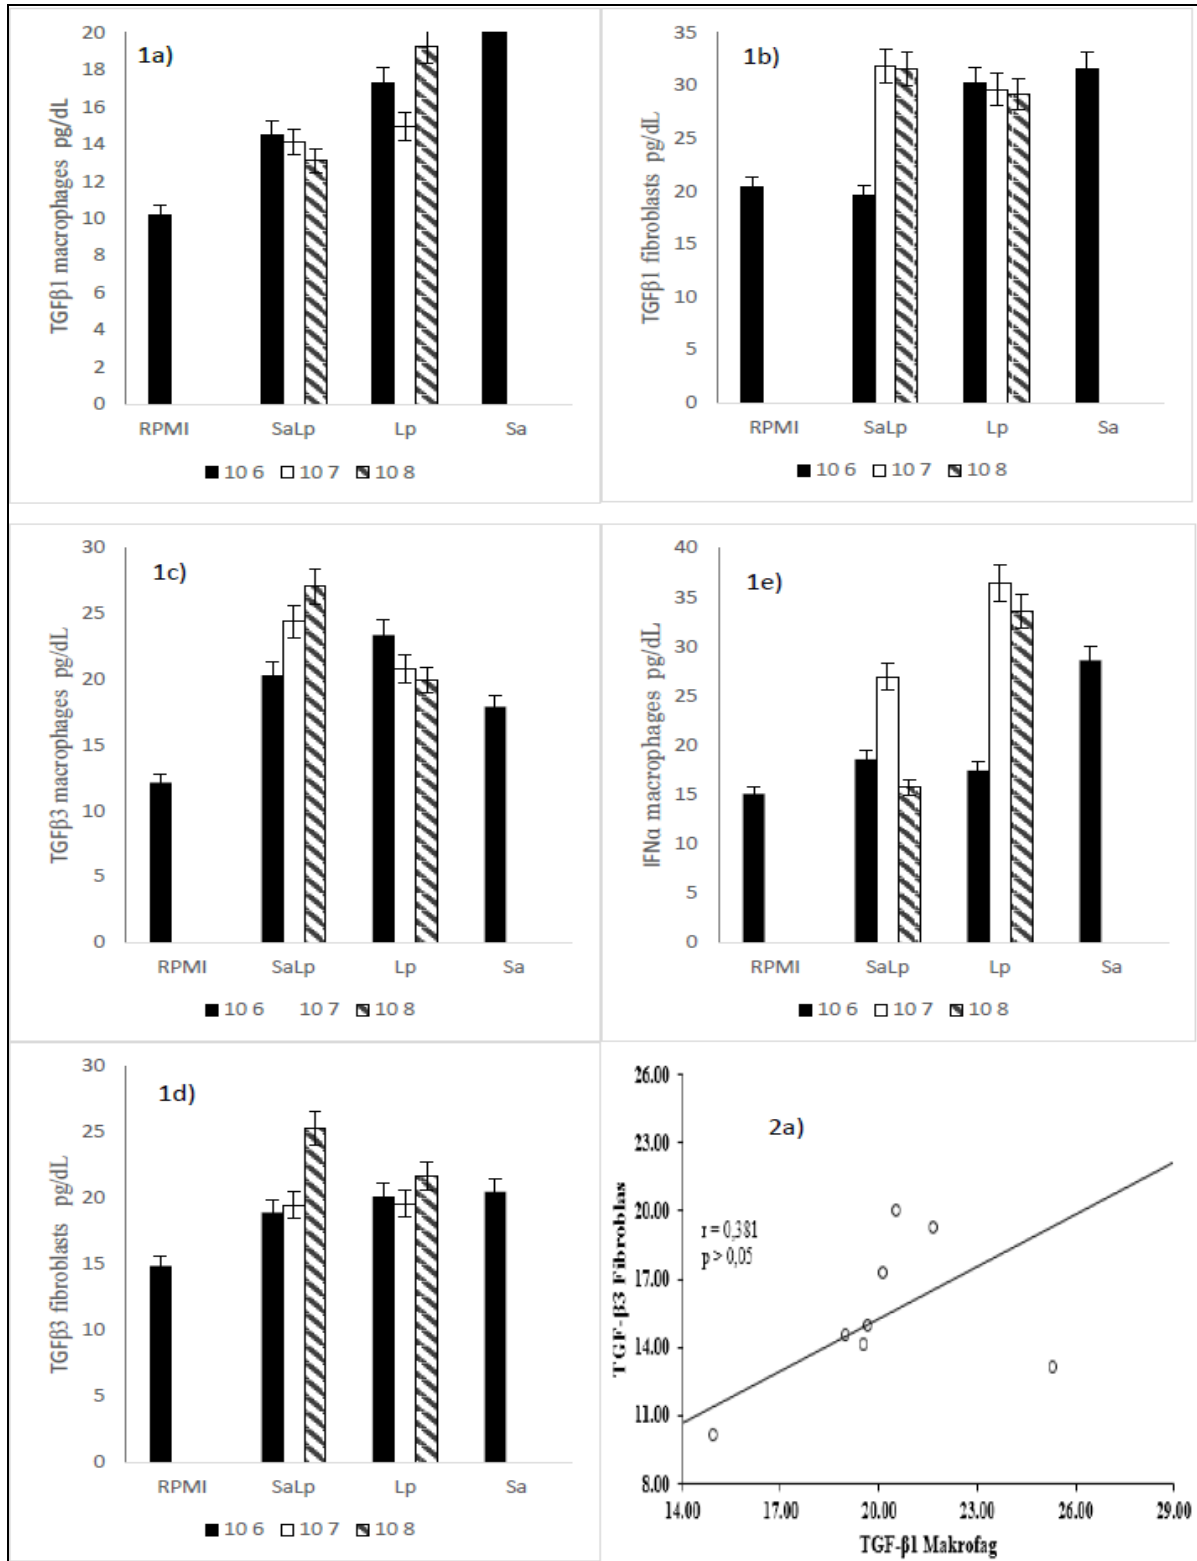 1a)
TGFβ1 macrophages pg/dL
20
18
16
14
12
10
8
6
4
2
0
RPMI SaLp Lp Sa
10 6 10 7 10 8
1b)
TGFβ1 fibroblasts pg/dL
35
30
25
20
15
10
5
0
RPMI SaLp Lp Sa
10 6 10 7 10 8
1c)
TGFβ3 macrophages pg/dL
30
25
20
15
10
5
0
RPMI SaLp Lp Sa
10 6 10 7 10 8
1e)
IFNα macrophages pg/dL
40
35
30
25
20
15
10
5
0
RPMI SaLp Lp Sa
10 6 10 7 10 8
1d)
TGFβ3 fibroblasts pg/dL
30
25
20
15
10
5
0
RPMI SaLp Lp Sa
10 6 10 7 10 8
2a)
TGF-β3 Fibroblas
26.00
23.00
20.00
17.00
14.00
11.00
8.00
r = 0,381
p > 0,05
14.00 17.00 20.00 23.00 26.00 29.00
TGF-β1 Makrofag